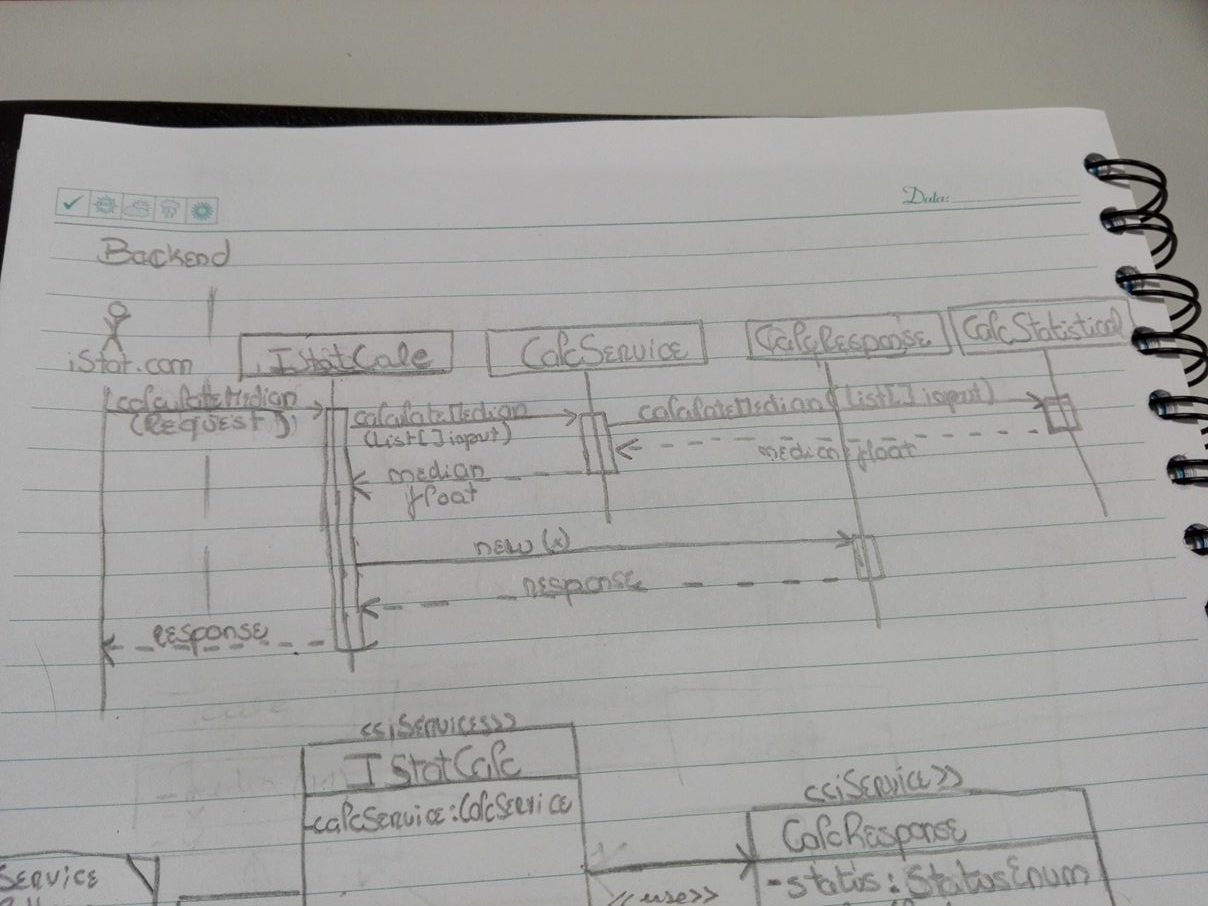 Data:
Backend
iStat.com
IStatCalc
CalcService
CalcResponse
CalcStatistical
calculateMedian
(Request)
calculateMedian
(List[] input)
calculateMedian (List[] input)
median float
median
float
new (x)
response
response
<<iServices>>
IStatCalc
-calcService:CalcService
<<iService>>
CalcResponse
-status: StatusEnum
Service
<<use>>